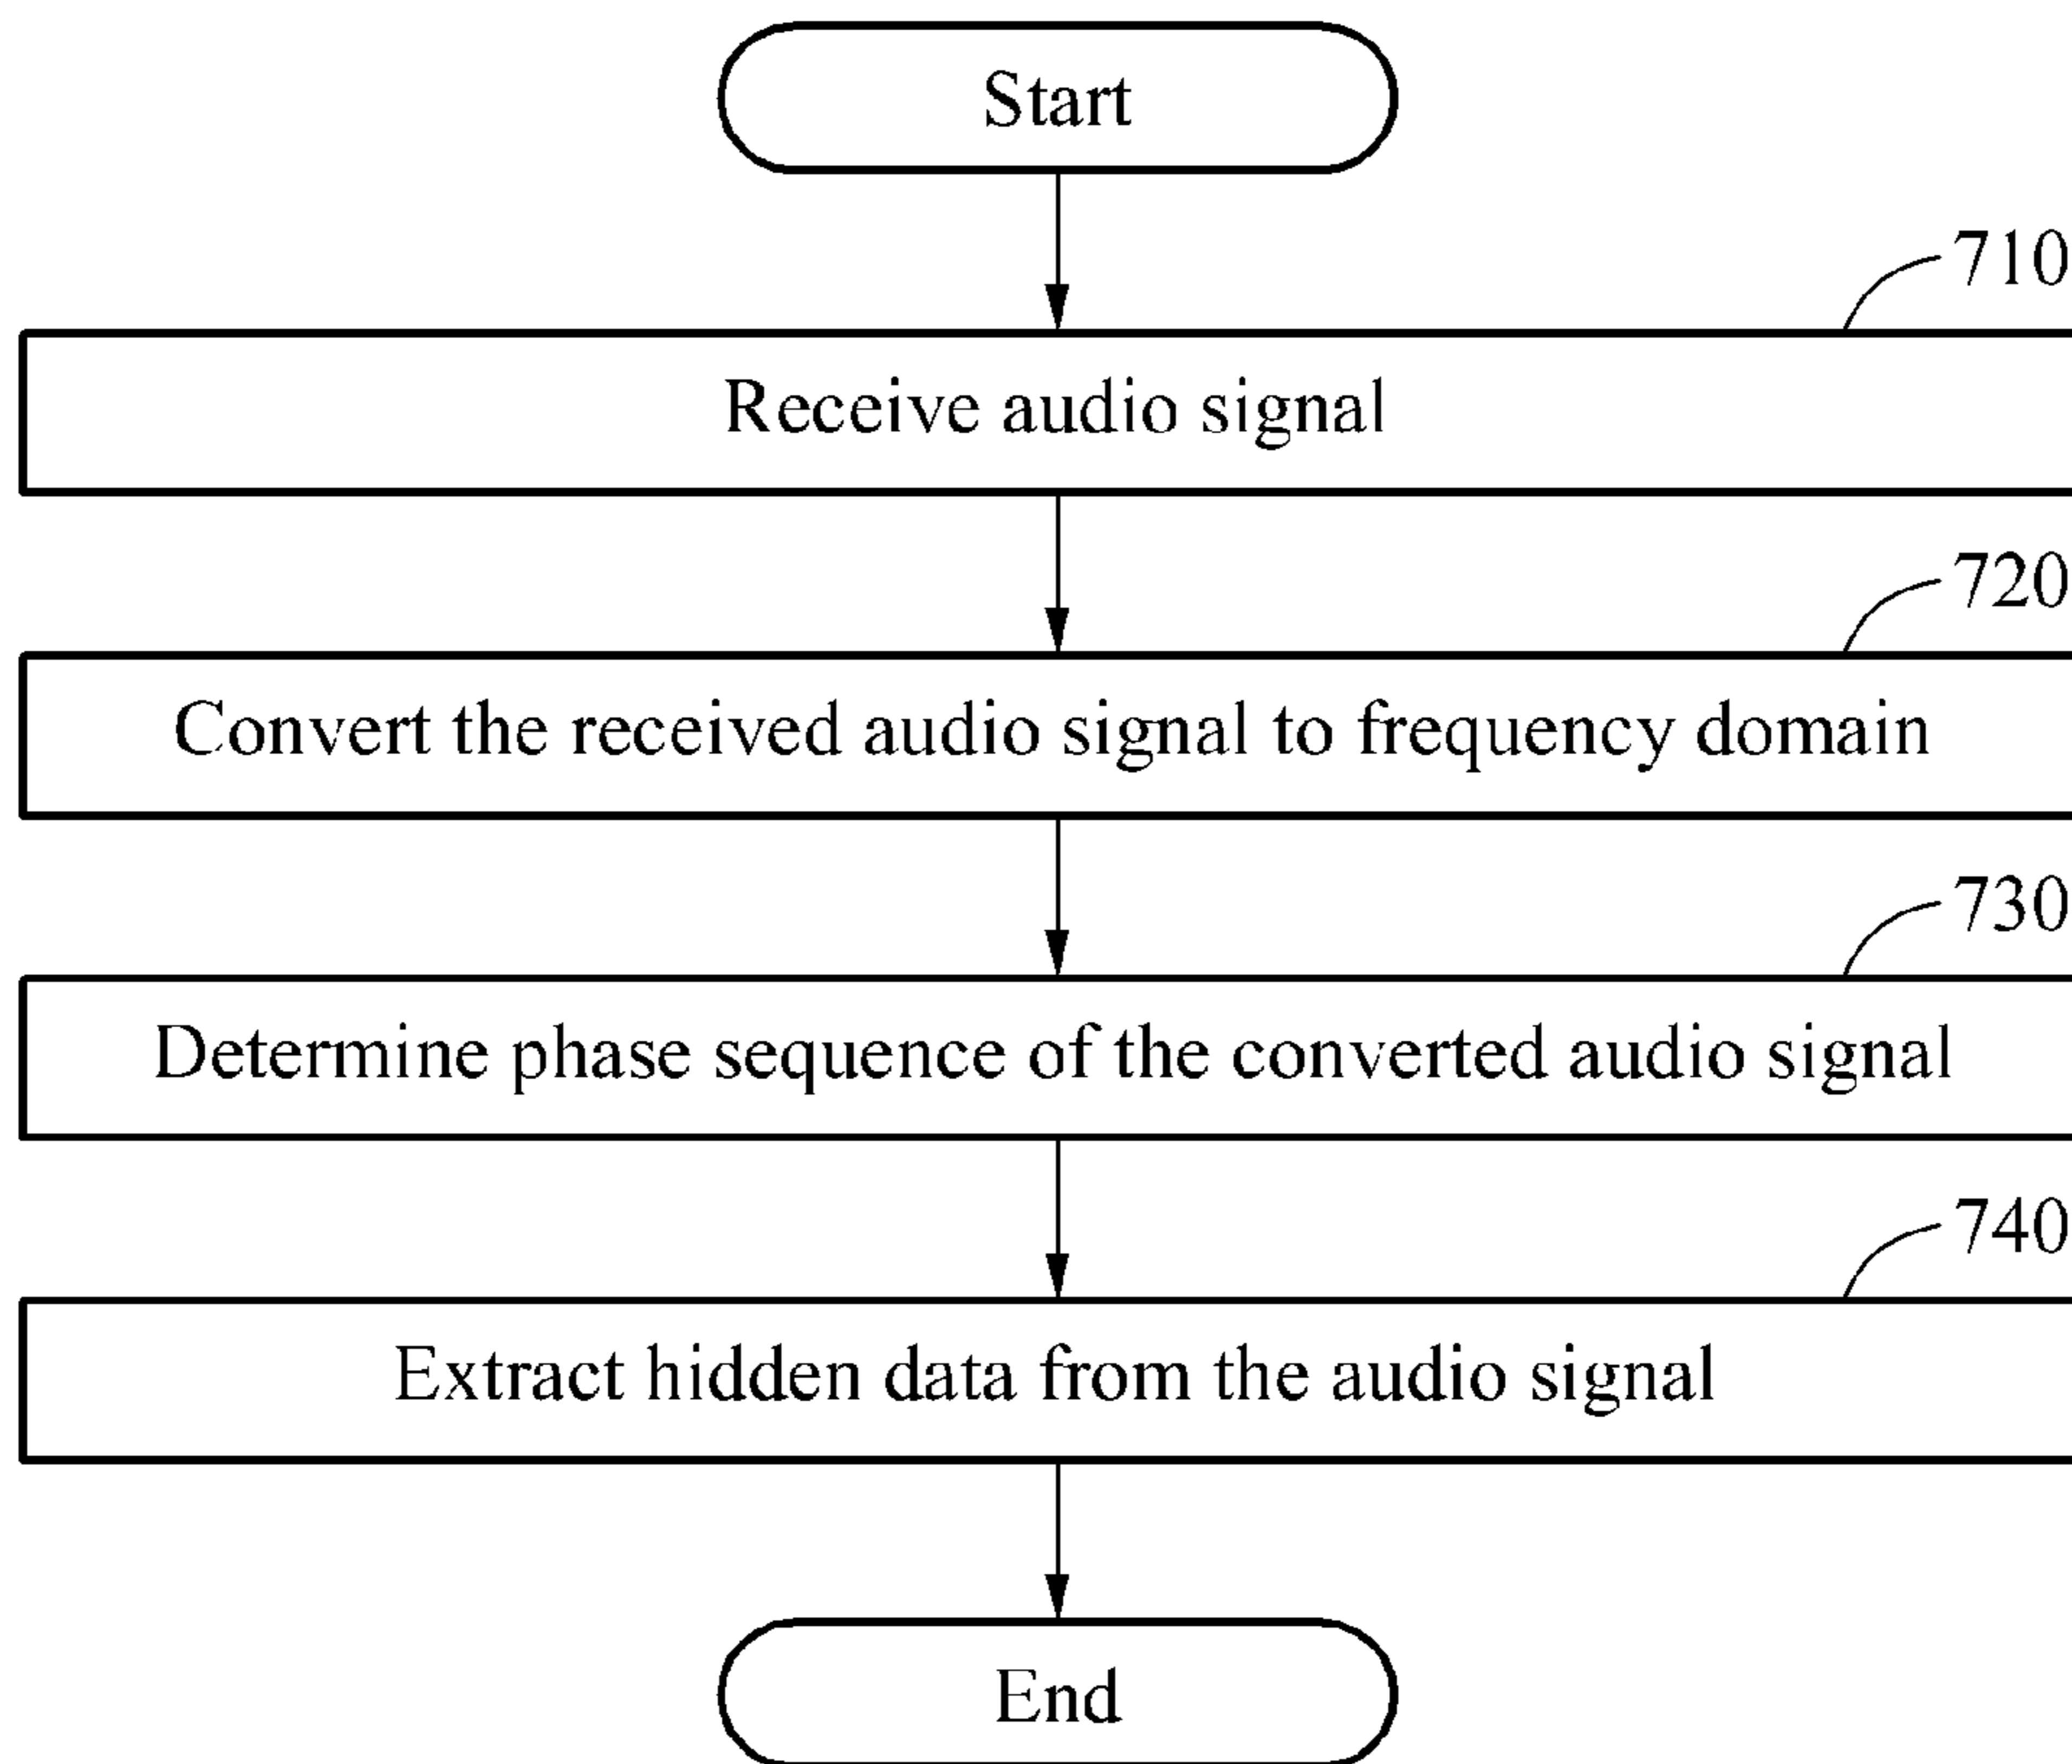 Start
710
Receive audio signal
720
Convert the received audio signal to frequency domain
730
Determine phase sequence of the converted audio signal
740
Extract hidden data from the audio signal
End